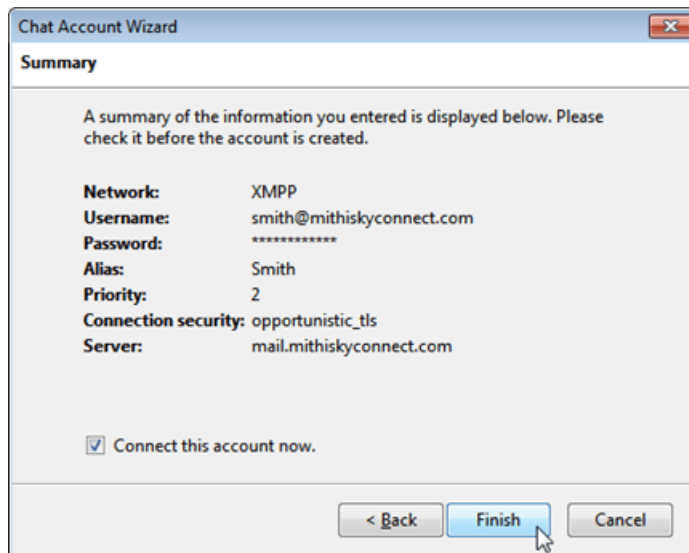 Chat Account Wizard
Summary
A summary of the information you entered is displayed below. Please
check it before the account is created.
Network: XMPP
Username: smith@mithiskyconnect.com
Password: ************
Alias: Smith
Priority: 2
Connection security: opportunistic_tls
Server: mail.mithiskyconnect.com
Connect this account now.
< Back Finish Cancel